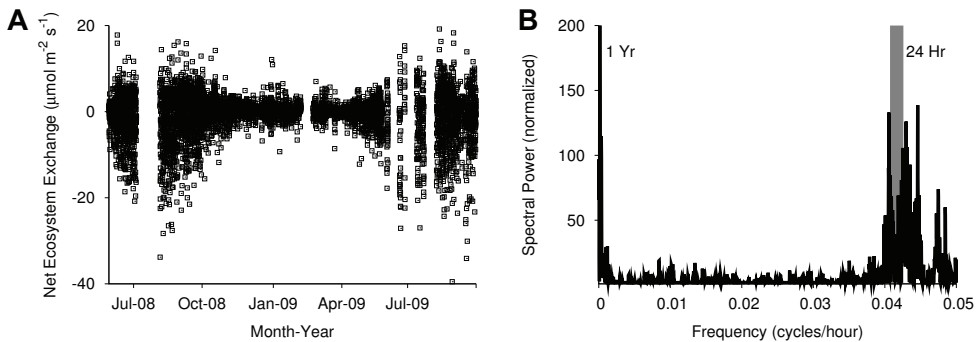 A
Net Ecosystem Exchange (μmol m-2 s-1)
20
0
-20
-40
Jul-08 Oct-08 Jan-09 Apr-09 Jul-09
Month-Year
B
Spectral Power (normalized)
200
150
100
50
1 Yr
24 Hr
0 0.01 0.02 0.03 0.04 0.05
Frequency (cycles/hour)